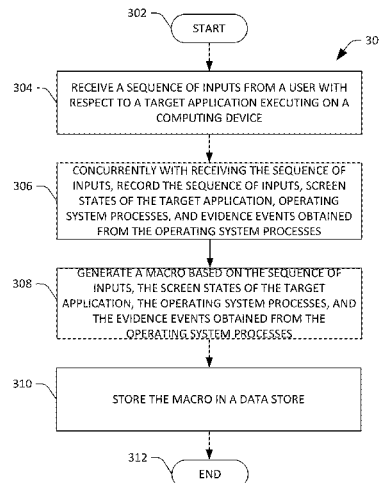 302
START
30
304
RECEIVE A SEQUENCE OF INPUTS FROM A USER WITH
RESPECT TO A TARGET APPLICATION EXECUTING ON A
COMPUTING DEVICE
306
CONCURRENTLY WITH RECEIVING THE SEQUENCE OF
INPUTS, RECORD THE SEQUENCE OF INPUTS, SCREEN
STATES OF THE TARGET APPLICATION, OPERATING
SYSTEM PROCESSES, AND EVIDENCE EVENTS OBTAINED
FROM THE OPERATING SYSTEM PROCESSES
308
GENERATE A MACRO BASED ON THE SEQUENCE OF
INPUTS, THE SCREEN STATES OF THE TARGET
APPLICATION, THE OPERATING SYSTEM PROCESSES, AND
THE EVIDENCE EVENTS OBTAINED FROM THE
OPERATING SYSTEM PROCESSES
310
STORE THE MACRO IN A DATA STORE
312
END